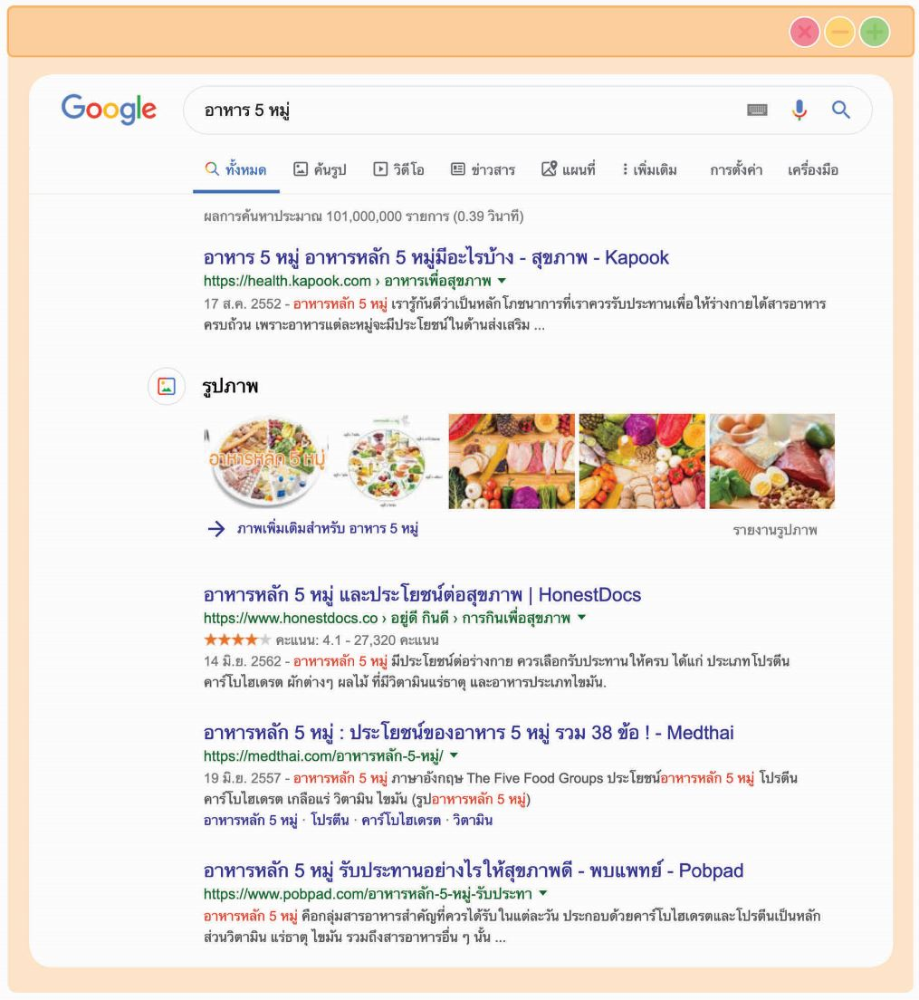 Google
อาหาร 5 หมู่
ทั้งหมด ค้นรูป วิดีโอ ข่าวสาร แผนที่ เพิ่มเติม การตั้งค่า เครื่องมือ
ผลการค้นหาประมาณ 101,000,000 รายการ (0.39 วินาที)
อาหาร 5 หมู่ อาหารหลัก 5 หมู่มีอะไรบ้าง - สุขภาพ - Kapook
https://health.kapook.com › อาหารเพื่อสุขภาพ
17 ส.ค. 2552 - อาหารหลัก 5 หมู่ เรารู้กันดีว่าเป็นหลักโภชนาการที่เราควรรับประทานเพื่อให้ร่างกายได้สารอาหาร
ครบถ้วน เพราะอาหารแต่ละหมู่จะมีประโยชน์ในด้านส่งเสริม ...
รูปภาพ
อาหารหลัก 5 หมู่
ภาพเพิ่มเติมสำหรับ อาหาร 5 หมู่
รายงานรูปภาพ
อาหารหลัก 5 หมู่ และประโยชน์ต่อสุขภาพ | HonestDocs
https://www.honestdocs.co › อยู่ดี กินดี › การกินเพื่อสุขภาพ
คะแนน: 4.1 - 27,320 คะแนน
14 มิ.ย. 2562 - อาหารหลัก 5 หมู่ มีประโยชน์ต่อร่างกาย ควรเลือกรับประทานให้ครบ ได้แก่ ประเภทโปรตีน
คาร์โบไฮเดรต ผักต่างๆ ผลไม้ ที่มีวิตามินแร่ธาตุ และอาหารประเภทไขมัน.
อาหารหลัก 5 หมู่ : ประโยชน์ของอาหาร 5 หมู่ รวม 38 ข้อ ! - Medthai
https://medthai.com/อาหารหลัก-5-หมู่/
19 มิ.ย. 2557 - อาหารหลัก 5 หมู่ ภาษาอังกฤษ The Five Food Groups ประโยชน์อาหารหลัก 5 หมู่ โปรตีน
คาร์โบไฮเดรต เกลือแร่ วิตามิน ไขมัน (รูปอาหารหลัก 5 หมู่)
อาหารหลัก 5 หมู่ · โปรตีน · คาร์โบไฮเดรต · วิตามิน
อาหารหลัก 5 หมู่ รับประทานอย่างไรให้สุขภาพดี - พบแพทย์ - Pobpad
https://www.pobpad.com/อาหารหลัก-5-หมู่-รับประทา
อาหารหลัก 5 หมู่ คือกลุ่มสารอาหารสำคัญที่ควรได้รับในแต่ละวัน ประกอบด้วยคาร์โบไฮเดรตและโปรตีนเป็นหลัก
ส่วนวิตามิน แร่ธาตุ ไขมัน รวมถึงสารอาหารอื่น ๆ นั้น ...